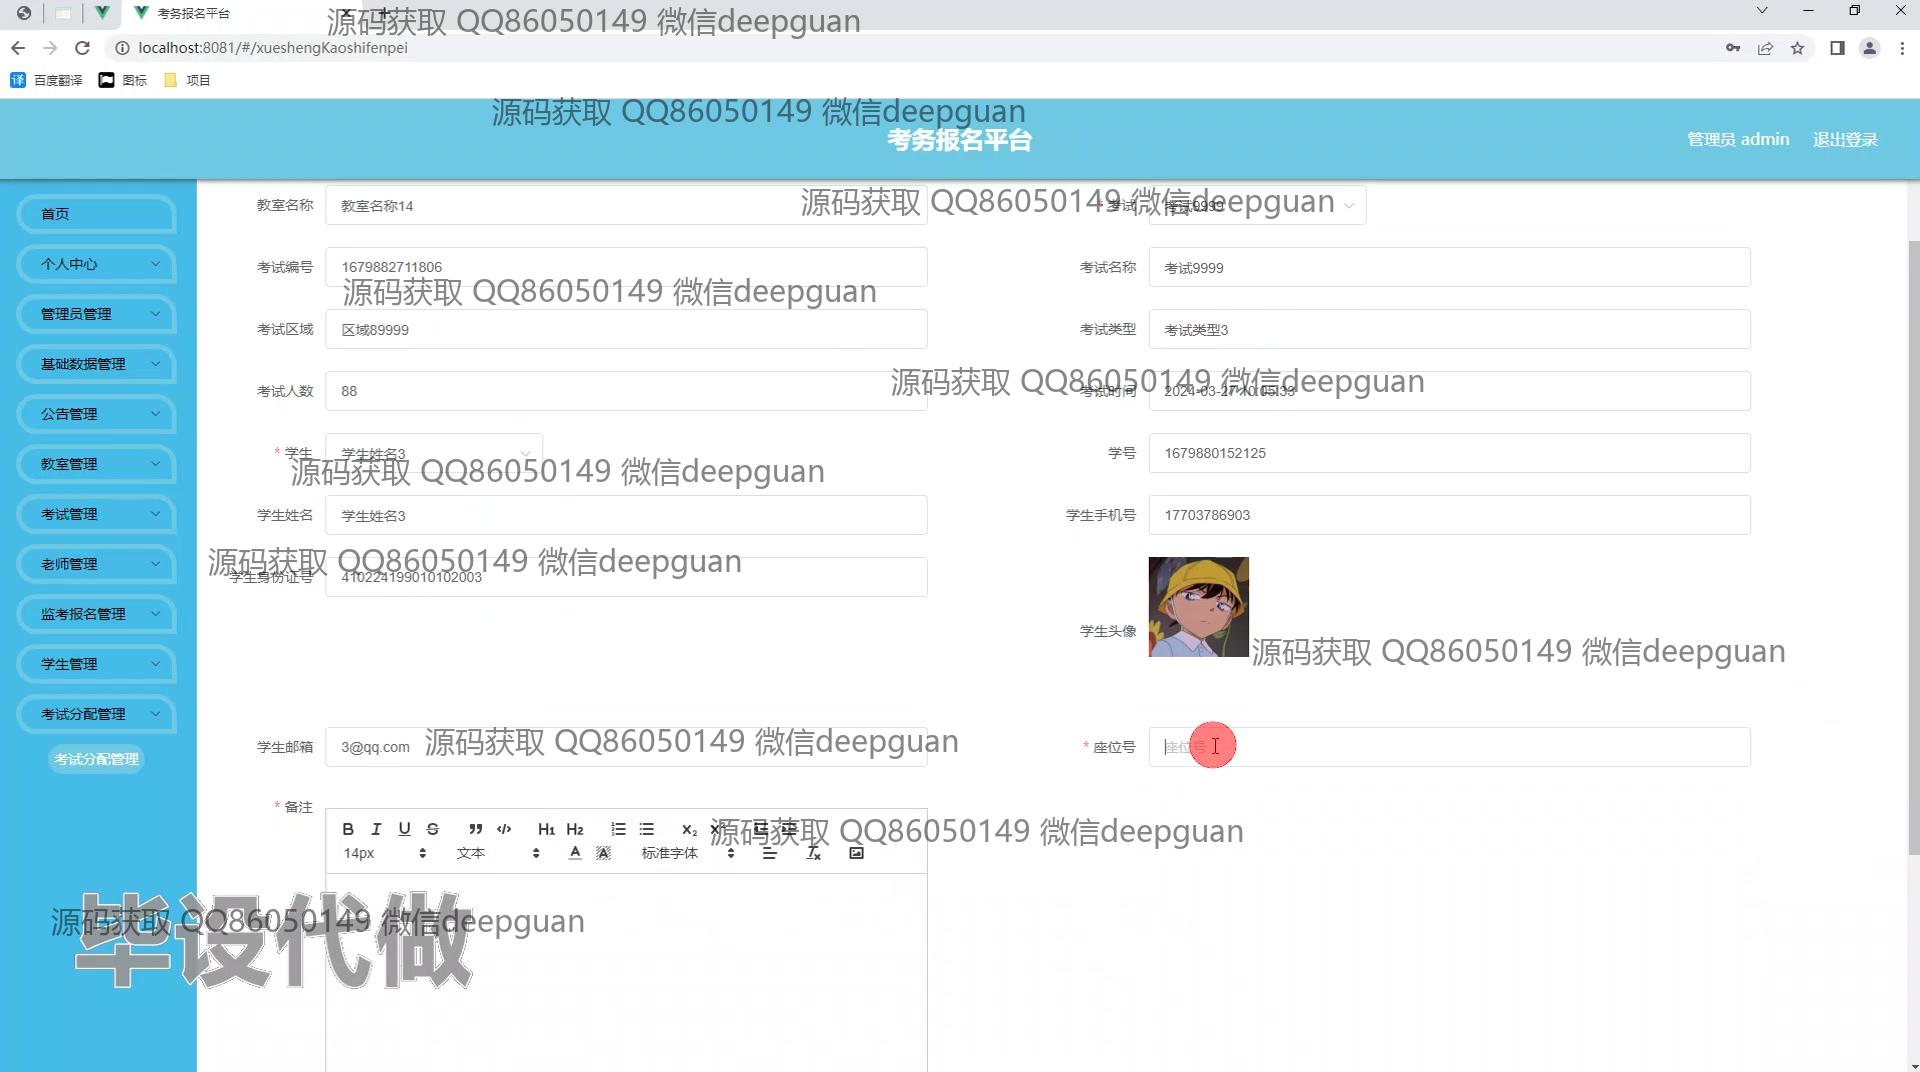 考务报名平台
源码获取 QQ86050149 微信deepguan
localhost:8081/#/xueshengKaoshifenpei
百度翻译 图标 项目
源码获取 QQ86050149 微信deepguan
考务报名平台
管理员 admin 退出登录
首页
个人中心
管理员管理
基础数据管理
公告管理
教室管理
考试管理
老师管理
监考报名管理
学生管理
考试分配管理
考试分配管理
教室名称 教室名称14
* 考试 考试9999
源码获取 QQ86050149 微信deepguan
考试编号 1679882711806
考试名称 考试9999
源码获取 QQ86050149 微信deepguan
考试区域 区域89999
考试类型 考试类型3
考试人数 88
考试时间 2024-03-27 10:05:33
源码获取 QQ86050149 微信deepguan
* 学生 学生姓名3
学号 1679880152125
源码获取 QQ86050149 微信deepguan
学生姓名 学生姓名3
学生手机号 17703786903
源码获取 QQ86050149 微信deepguan
学生身份证号 410224199010102003
学生头像
源码获取 QQ86050149 微信deepguan
学生邮箱 3@qq.com
源码获取 QQ86050149 微信deepguan
* 座位号 座位号
* 备注
B I U S H1 H2 X2 X2
源码获取 QQ86050149 微信deepguan
14px 文本 A A 标准字体
源码获取 QQ86050149 微信deepguan
毕设代做